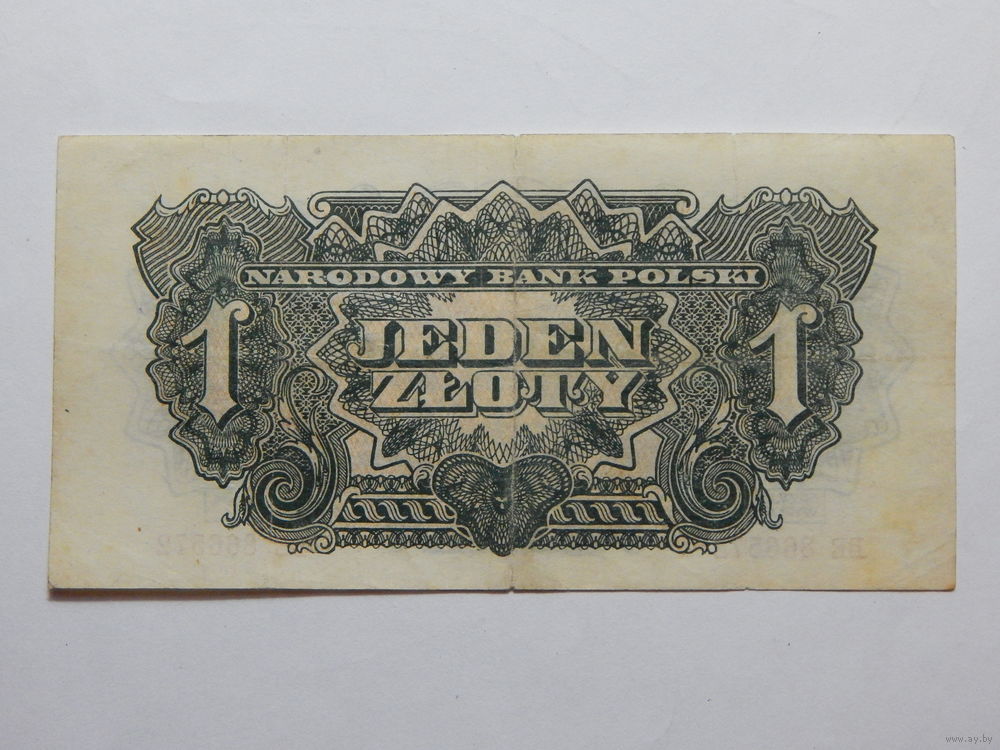 NARODOWY BANK POLSKI
1 JEDEN 1
ZŁOTY
www.ay.by